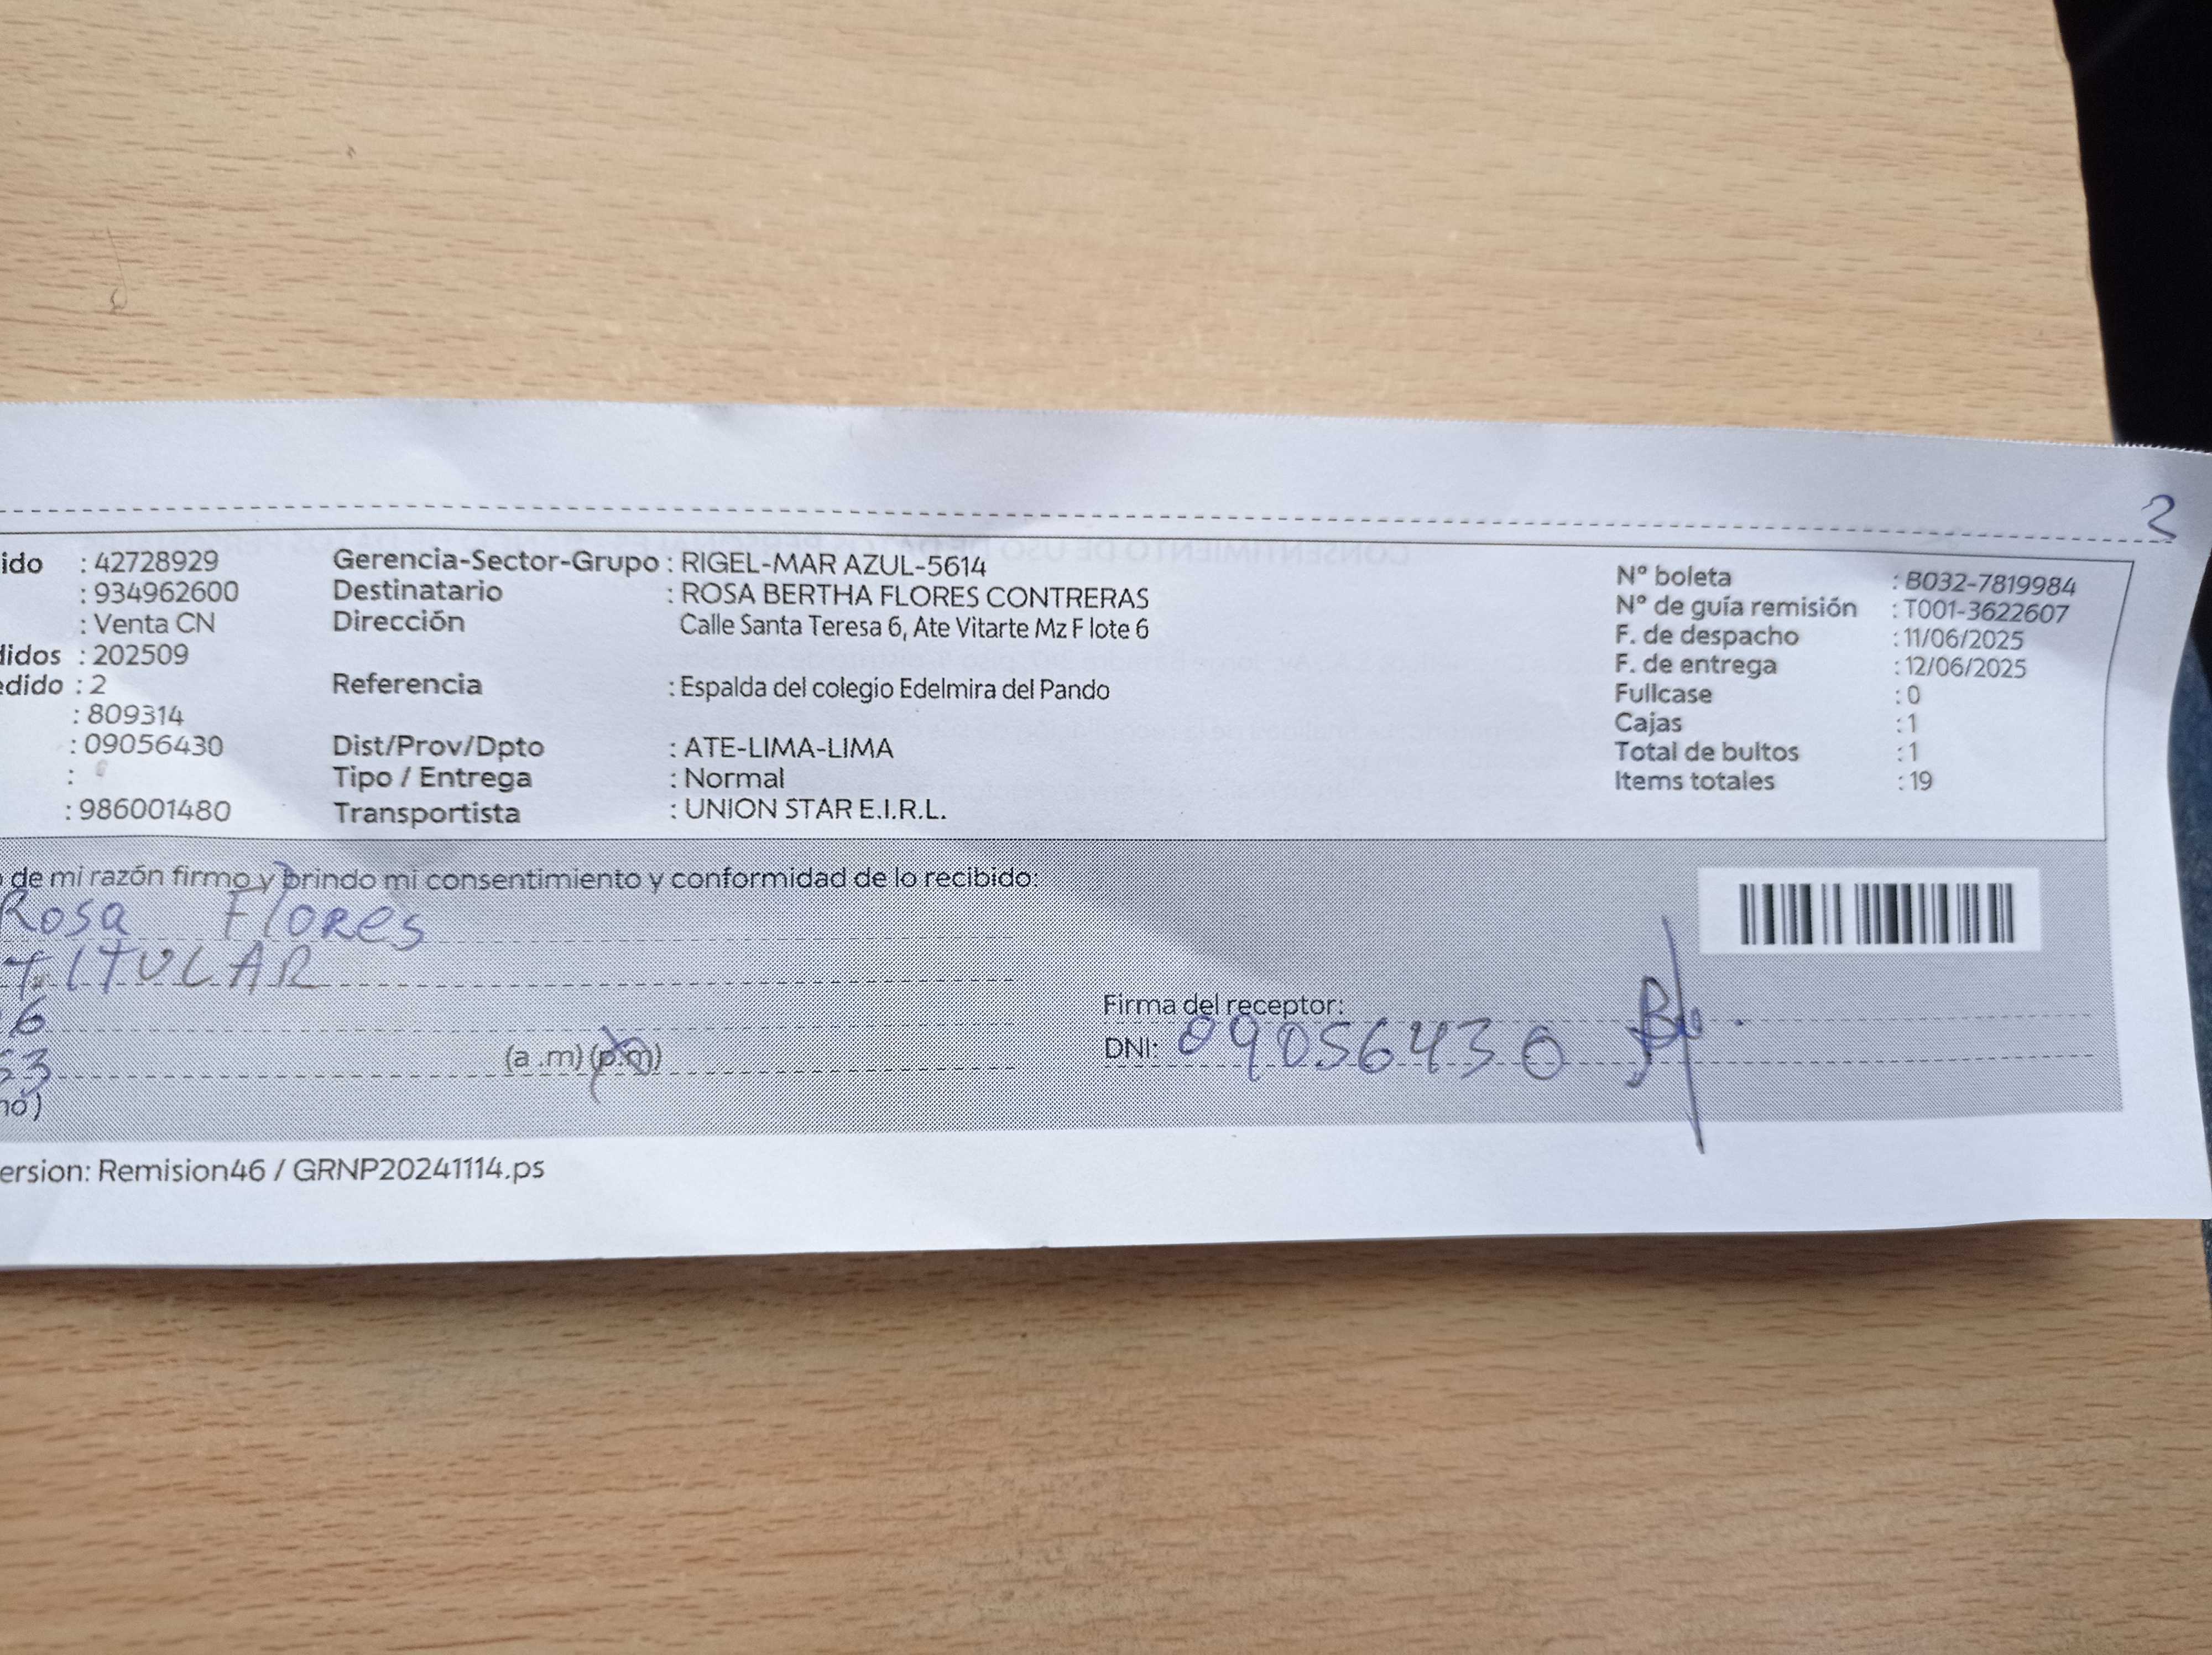 2
ido : 42728929 Gerencia-Sector-Grupo : RIGEL-MAR AZUL-5614 N° boleta : B032-7819984
: 934962600 Destinatario : ROSA BERTHA FLORES CONTRERAS N° de guía remisión : T001-3622607
: Venta CN Dirección Calle Santa Teresa 6, Ate Vitarte Mz F lote 6 F. de despacho : 11/06/2025
didos : 202509 F. de entrega : 12/06/2025
edido : 2 Referencia : Espalda del colegio Edelmira del Pando Fullcase : 0
: 809314 Cajas : 1
: 09056430 Dist/Prov/Dpto : ATE-LIMA-LIMA Total de bultos : 1
: Tipo / Entrega : Normal Items totales : 19
: 986001480 Transportista : UNION STAR E.I.R.L.
de mi razón firmo y brindo mi consentimiento y conformidad de lo recibido:
Rosa Flores
TITULAR
6 Firma del receptor:
53 (a .m) (p.m) DNI: 09056430
no)
ersion: Remision46 / GRNP20241114.ps